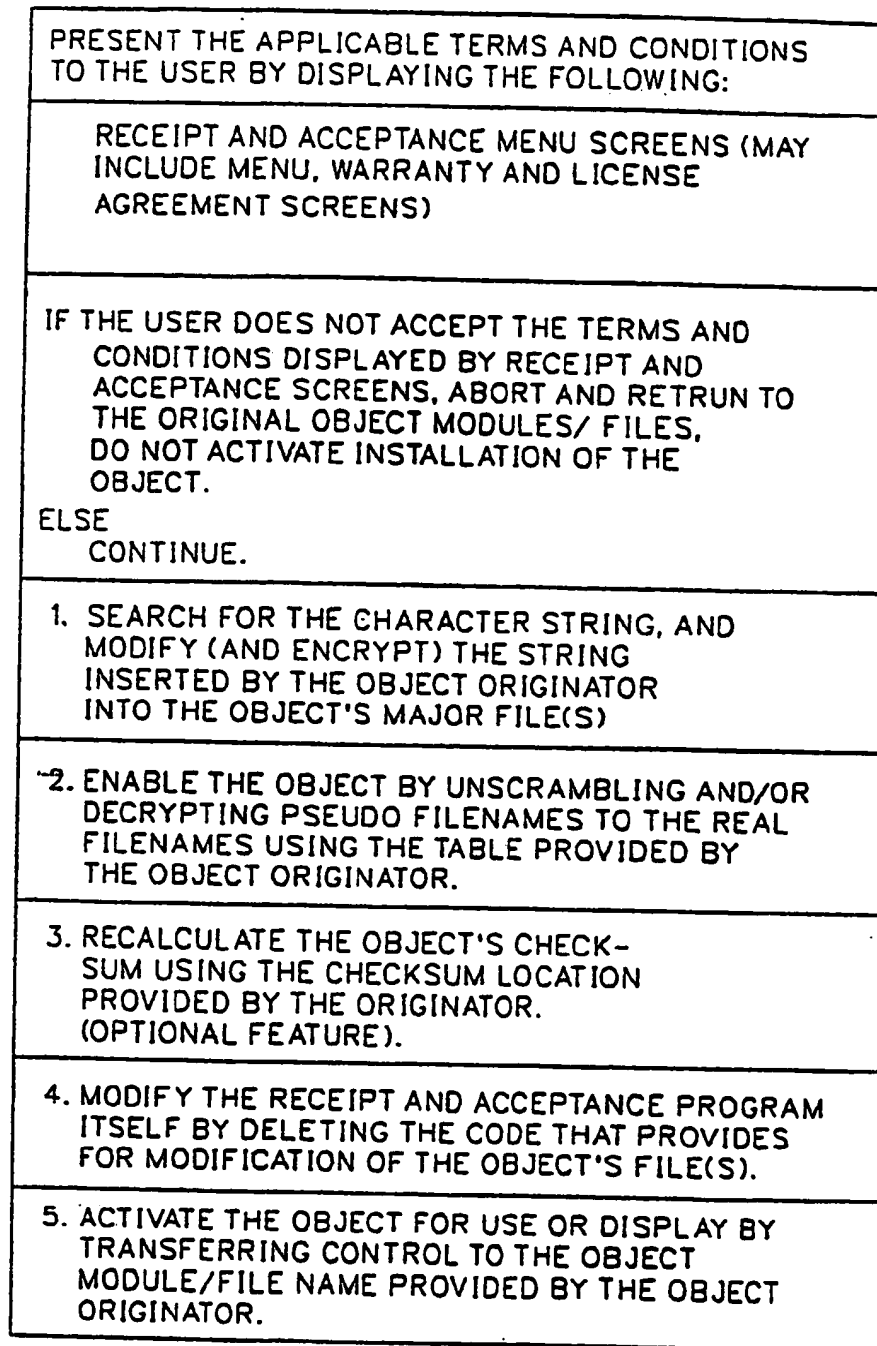 PRESENT THE APPLICABLE TERMS AND CONDITIONS
TO THE USER BY DISPLAYING THE FOLLOWING:
RECEIPT AND ACCEPTANCE MENU SCREENS (MAY
INCLUDE MENU, WARRANTY AND LICENSE
AGREEMENT SCREENS)
IF THE USER DOES NOT ACCEPT THE TERMS AND
CONDITIONS DISPLAYED BY RECEIPT AND
ACCEPTANCE SCREENS, ABORT AND RETRUN TO
THE ORIGINAL OBJECT MODULES/ FILES,
DO NOT ACTIVATE INSTALLATION OF THE
OBJECT.
ELSE
CONTINUE.
1. SEARCH FOR THE CHARACTER STRING, AND
MODIFY (AND ENCRYPT) THE STRING
INSERTED BY THE OBJECT ORIGINATOR
INTO THE OBJECT'S MAJOR FILE(S)
2. ENABLE THE OBJECT BY UNSCRAMBLING AND/OR
DECRYPTING PSEUDO FILENAMES TO THE REAL
FILENAMES USING THE TABLE PROVIDED BY
THE OBJECT ORIGINATOR.
3. RECALCULATE THE OBJECT'S CHECK-
SUM USING THE CHECKSUM LOCATION
PROVIDED BY THE ORIGINATOR.
(OPTIONAL FEATURE).
4. MODIFY THE RECEIPT AND ACCEPTANCE PROGRAM
ITSELF BY DELETING THE CODE THAT PROVIDES
FOR MODIFICATION OF THE OBJECT'S FILE(S).
5. ACTIVATE THE OBJECT FOR USE OR DISPLAY BY
TRANSFERRING CONTROL TO THE OBJECT
MODULE/FILE NAME PROVIDED BY THE OBJECT
ORIGINATOR.